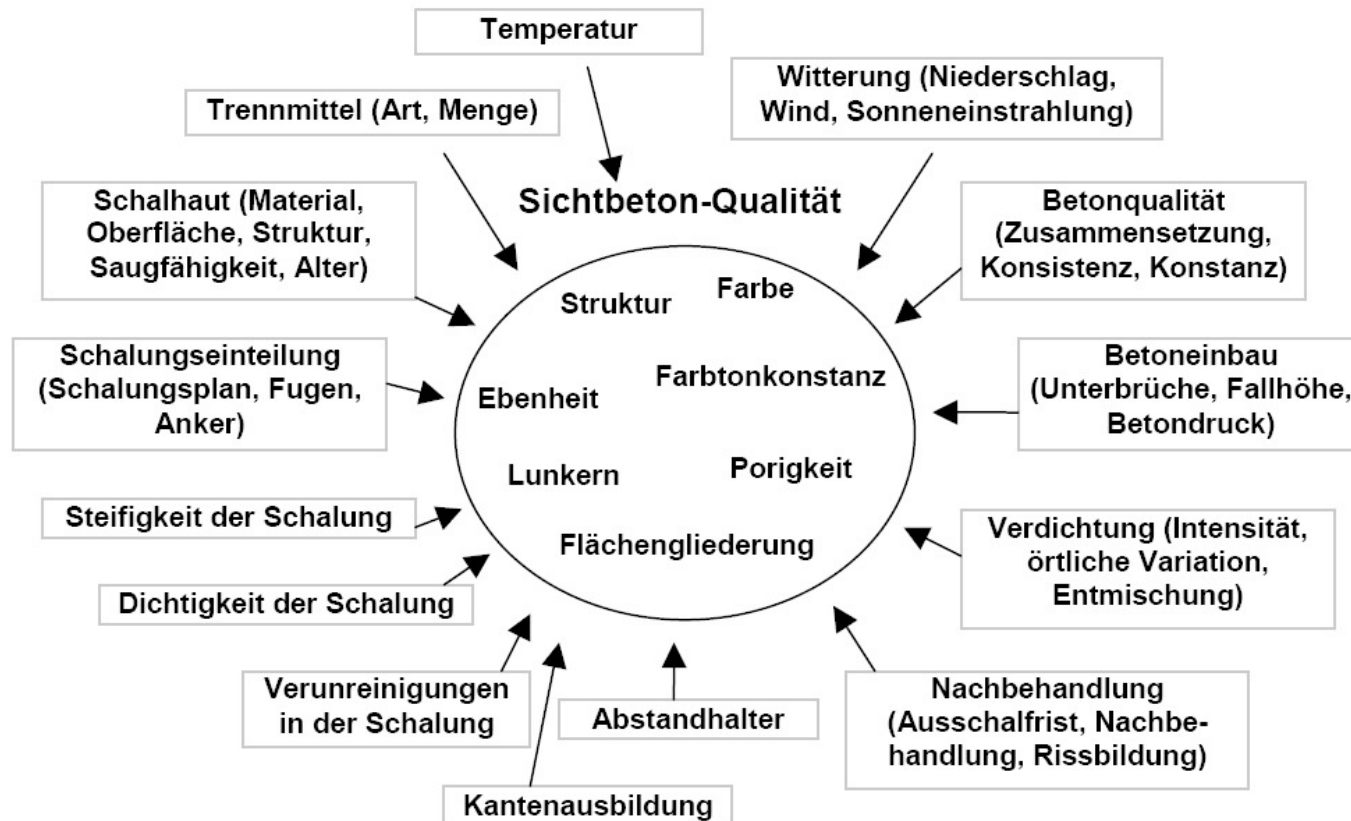 Temperatur
Witterung (Niederschlag,
Wind, Sonneneinstrahlung)
Trennmittel (Art, Menge)
Sichtbeton-Qualität
Schalhaut (Material,
Oberfläche, Struktur,
Saugfähigkeit, Alter)
Betonqualität
(Zusammensetzung,
Konsistenz, Konstanz)
Struktur
Farbe
Schalungseinteilung
(Schalungsplan, Fugen,
Anker)
Ebenheit
Farbtonkonstanz
Betoneinbau
(Unterbrüche, Fallhöhe,
Betondruck)
Lunkern
Porigkeit
Steifigkeit der Schalung
Flächengliederung
Verdichtung (Intensität,
örtliche Variation,
Entmischung)
Dichtigkeit der Schalung
Verunreinigungen
in der Schalung
Abstandhalter
Nachbehandlung
(Ausschalfrist, Nachbe-
handlung, Rissbildung)
Kantenausbildung